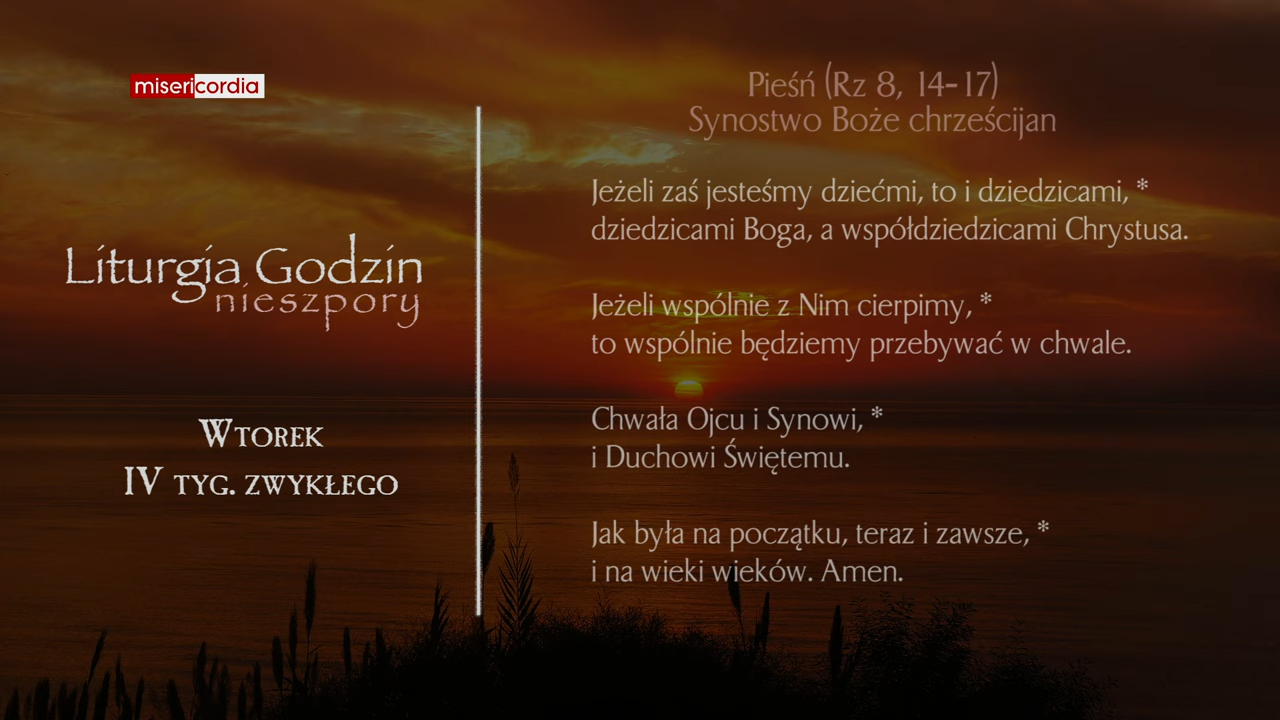 misericordia
Liturgia Godzin
nieszpory
Wtorek
IV tyg. zwykłego
Pieśń (Rz 8, 14-17)
Synostwo Boże chrześcijan
Jeżeli zaś jesteśmy dziećmi, to i dziedzicami, *
dziedzicami Boga, a współdziedzicami Chrystusa.
Jeżeli wspólnie z Nim cierpimy, *
to wspólnie będziemy przebywać w chwale.
Chwała Ojcu i Synowi, *
i Duchowi Świętemu.
Jak była na początku, teraz i zawsze, *
i na wieki wieków. Amen.